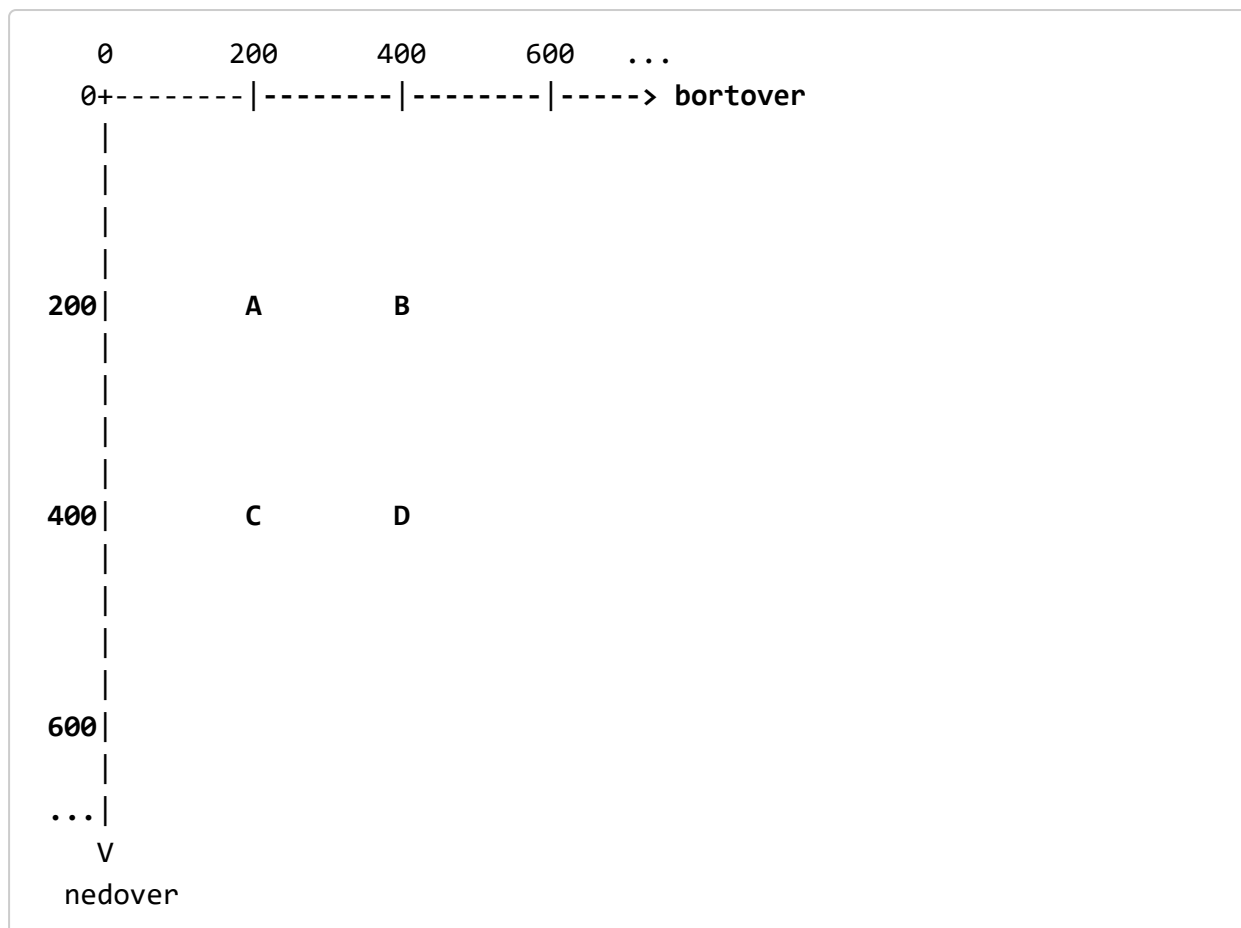 0 200 400 600 ...
0+--------|--------|--------|-----> bortover
|
|
|
|
200| A B
|
|
|
|
400| C D
|
|
|
|
600|
|
...|
V
nedover